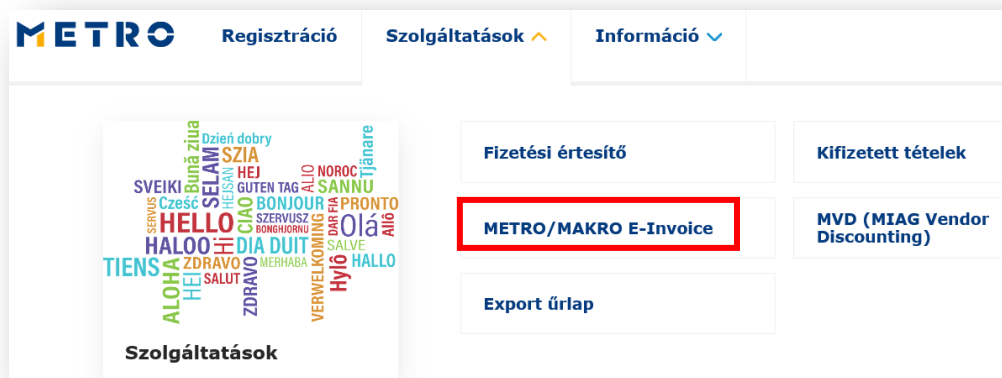 METRO
Regisztráció
Szolgáltatások
Információ
Dzień dobry
Bună ziua
SELAM
SZIA
Tjänare
HEJ
HEJSAN
ALIO
NOROC
SVEIKI
GUTEN TAG
SANNU
SERVUS
Cześć
CIAO
BONJOUR
DAR FIA
PRONTO
HELLO
SZERVUSZ
BONGHJORNU
Olá
Allô
HALOO
Hi
DIA DUIT
VERWELKOMING
SALVE
TIENS
ALOHA
HEI
ZDRAVO
SALUT
ZDRAVO
MERHABA
Hylô
HALLO
Szolgáltatások
Fizetési értesítő
Kifizetett tételek
METRO/MAKRO E-Invoice
MVD (MIAG Vendor
Discounting)
Export űrlap